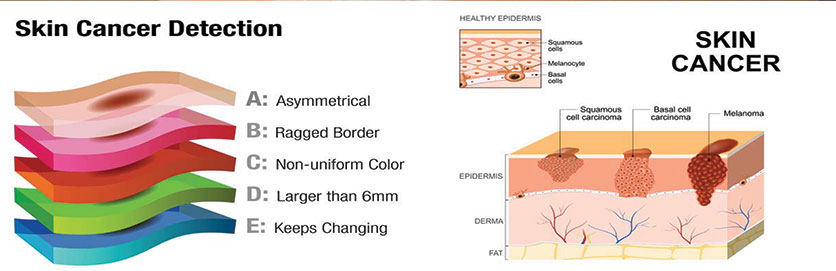 Skin Cancer Detection
A: Asymmetrical
B: Ragged Border
C: Non-uniform Color
D: Larger than 6mm
E: Keeps Changing
HEALTHY EPIDERMIS
Squamous
cells
Melanocyte
Basal
cells
SKIN
CANCER
Squamous
cell carcinoma
Basal cell
carcinoma
Melanoma
EPIDERMIS
DERMA
FAT